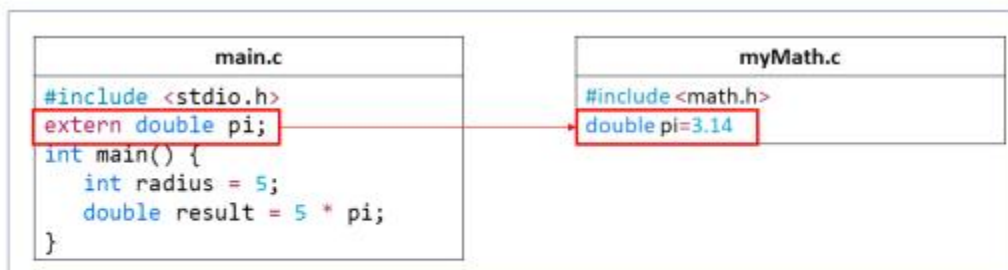 main.c
#include <stdio.h>
extern double pi;
int main() {
int radius = 5;
double result = 5 * pi;
}
myMath.c
#include <math.h>
double pi=3.14